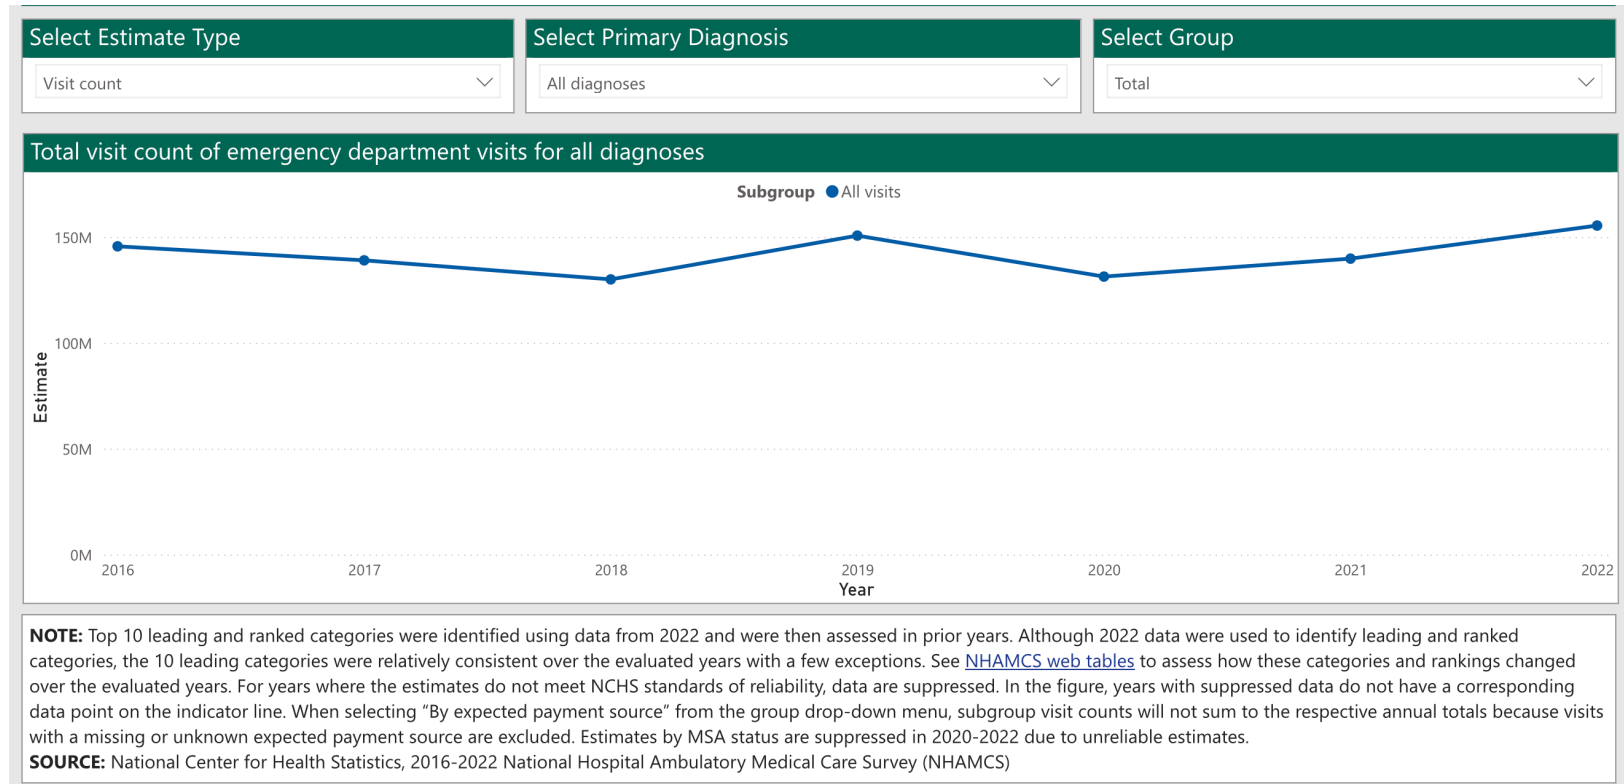 Select Estimate Type
Visit count
Select Primary Diagnosis
All diagnoses
Select Group
Total
Total visit count of emergency department visits for all diagnoses
Subgroup All visits
150M
100M
50M
0M
Estimate
2016 2017 2018 2019 2020 2021 2022
Year
NOTE: Top 10 leading and ranked categories were identified using data from 2022 and were then assessed in prior years. Although 2022 data were used to identify leading and ranked
categories, the 10 leading categories were relatively consistent over the evaluated years with a few exceptions. See NHAMCS web tables to assess how these categories and rankings changed
over the evaluated years. For years where the estimates do not meet NCHS standards of reliability, data are suppressed. In the figure, years with suppressed data do not have a corresponding
data point on the indicator line. When selecting “By expected payment source” from the group drop-down menu, subgroup visit counts will not sum to the respective annual totals because visits
with a missing or unknown expected payment source are excluded. Estimates by MSA status are suppressed in 2020-2022 due to unreliable estimates.
SOURCE: National Center for Health Statistics, 2016-2022 National Hospital Ambulatory Medical Care Survey (NHAMCS)